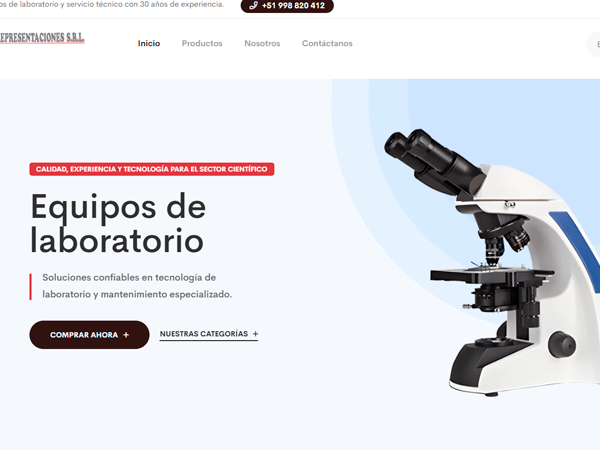 os de laboratorio y servicio técnico con 30 años de experiencia. +51 998 820 412
REPRESENTACIONES S.R.L. Inicio Productos Nosotros Contáctanos
CALIDAD, EXPERIENCIA Y TECNOLOGÍA PARA EL SECTOR CIENTÍFICO
Equipos de
laboratorio
Soluciones confiables en tecnología de
laboratorio y mantenimiento especializado.
COMPRAR AHORA +
NUESTRAS CATEGORÍAS +